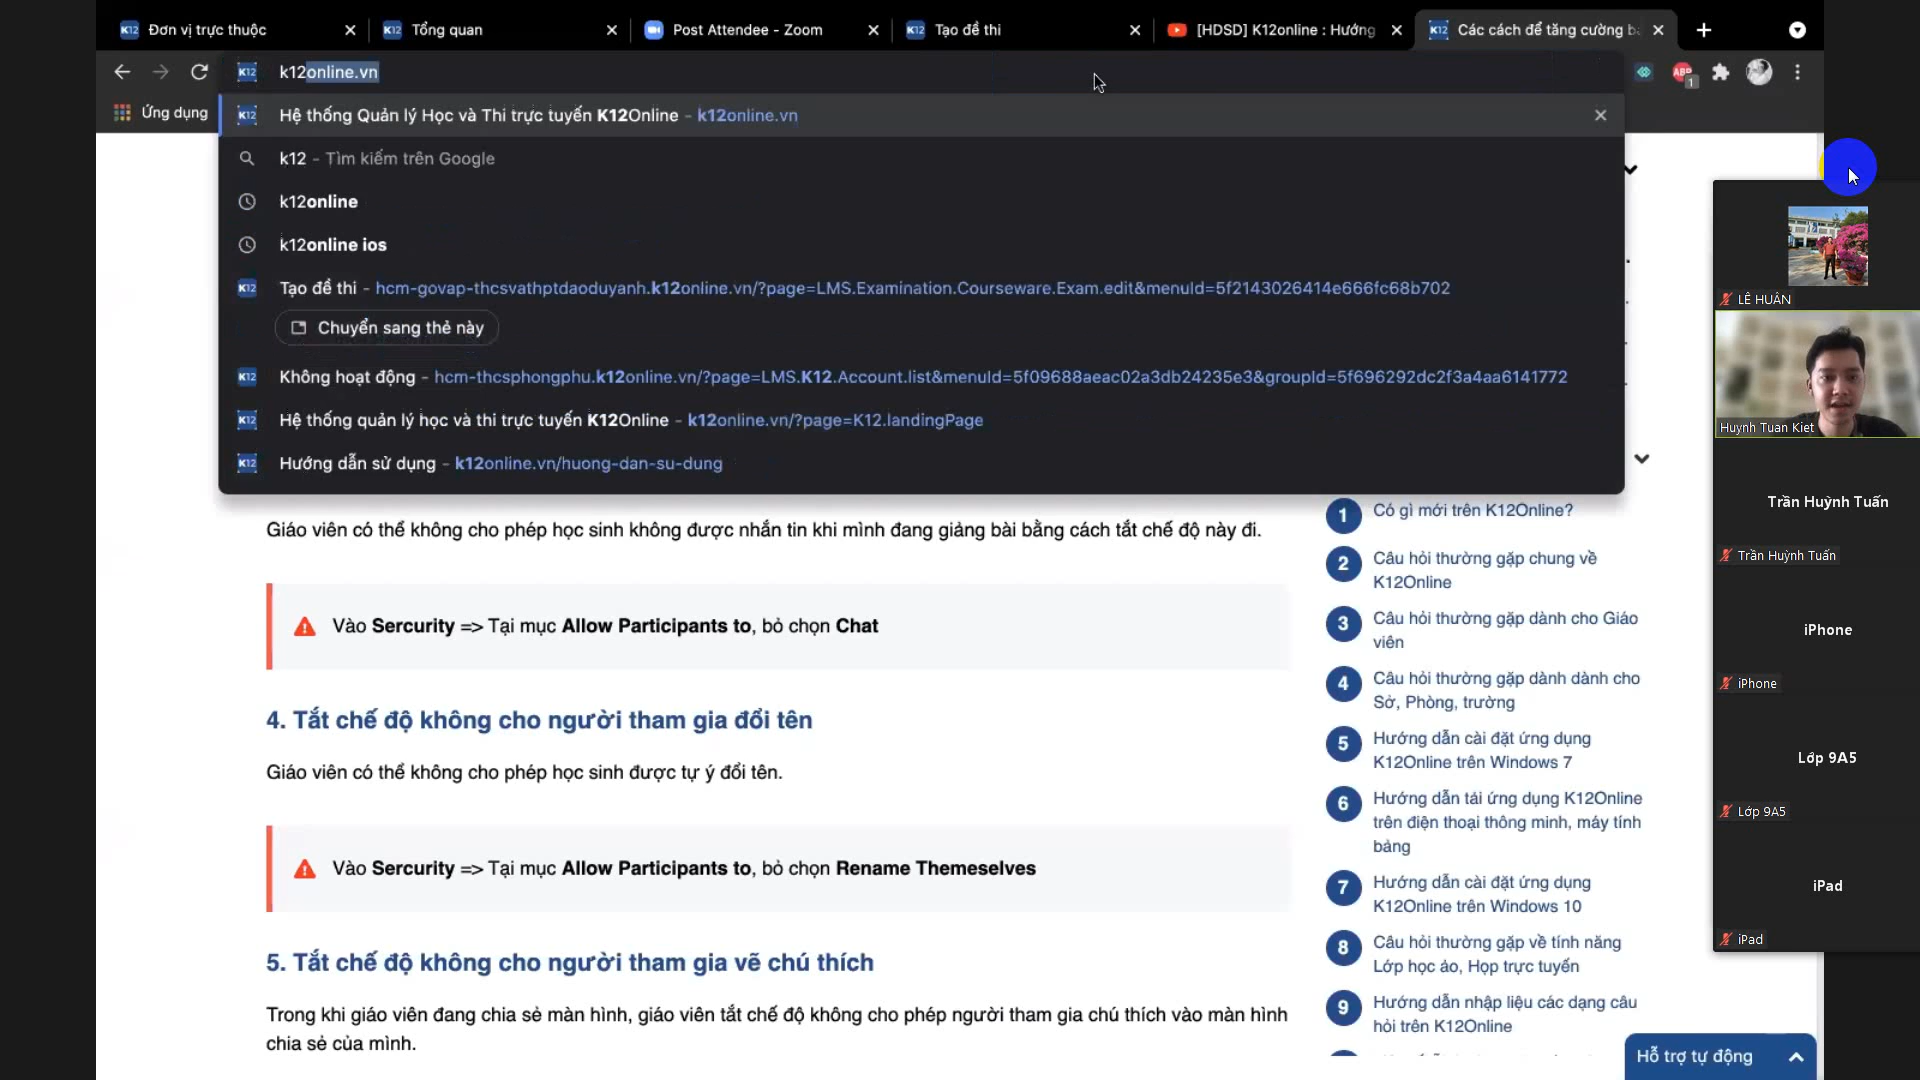 Đơn vị trực thuộc
Tổng quan
Post Attendee - Zoom
Tạo đề thi
[HDSD] K12online : Hướng
Các cách để tăng cường bả
k12online.vn
ABP
1
Ứng dụng
Hệ thống Quản lý Học và Thi trực tuyến K12Online - k12online.vn
k12 - Tìm kiếm trên Google
k12online
k12online ios
Tạo đề thi - hcm-govap-thcsvathptdaoduyanh.k12online.vn/?page=LMS.Examination.Courseware.Exam.edit&menuId=5f2143026414e666fc68b702
Chuyển sang thẻ này
Không hoạt động - hcm-thcsphongphu.k12online.vn/?page=LMS.K12.Account.list&menuId=5f09688aeac02a3db24235e3&groupId=5f696292dc2f3a4aa6141772
Hệ thống quản lý học và thi trực tuyến K12Online - k12online.vn/?page=K12.landingPage
Hướng dẫn sử dụng - k12online.vn/huong-dan-su-dung
Giáo viên có thể không cho phép học sinh không được nhắn tin khi mình đang giảng bài bằng cách tắt chế độ này đi.
Vào Sercurity => Tại mục Allow Participants to, bỏ chọn Chat
4. Tắt chế độ không cho người tham gia đổi tên
Giáo viên có thể không cho phép học sinh được tự ý đổi tên.
Vào Sercurity => Tại mục Allow Participants to, bỏ chọn Rename Themeselves
5. Tắt chế độ không cho người tham gia vẽ chú thích
Trong khi giáo viên đang chia sẻ màn hình, giáo viên tắt chế độ không cho phép người tham gia chú thích vào màn hình
chia sẻ của mình.
1 Có gì mới trên K12Online?
2 Câu hỏi thường gặp chung về
K12Online
3 Câu hỏi thường gặp dành cho Giáo
viên
4 Câu hỏi thường gặp dành dành cho
Sở, Phòng, trường
5 Hướng dẫn cài đặt ứng dụng
K12Online trên Windows 7
6 Hướng dẫn tải ứng dụng K12Online
trên điện thoại thông minh, máy tính
bảng
7 Hướng dẫn cài đặt ứng dụng
K12Online trên Windows 10
8 Câu hỏi thường gặp về tính năng
Lớp học ảo, Họp trực tuyến
9 Hướng dẫn nhập liệu các dạng câu
hỏi trên K12Online
Hỗ trợ tự động
LÊ HUÂN
Huynh Tuan Kiet
Trần Huỳnh Tuấn
Trần Huỳnh Tuấn
iPhone
iPhone
Lớp 9A5
Lớp 9A5
iPad
iPad